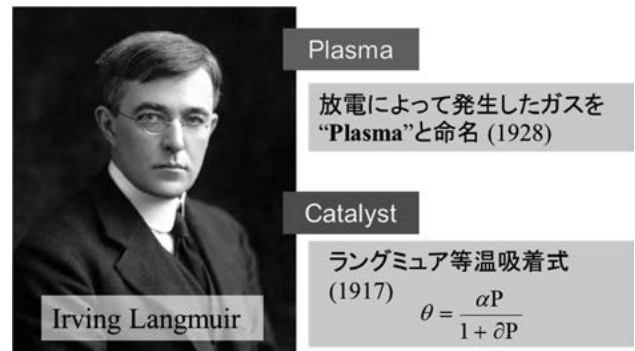 Plasma
放電によって発生したガスを
“Plasma”と命名 (1928)
Catalyst
ラングミュア等温吸着式
(1917) θ = αP / 1 + ∂P
Irving Langmuir